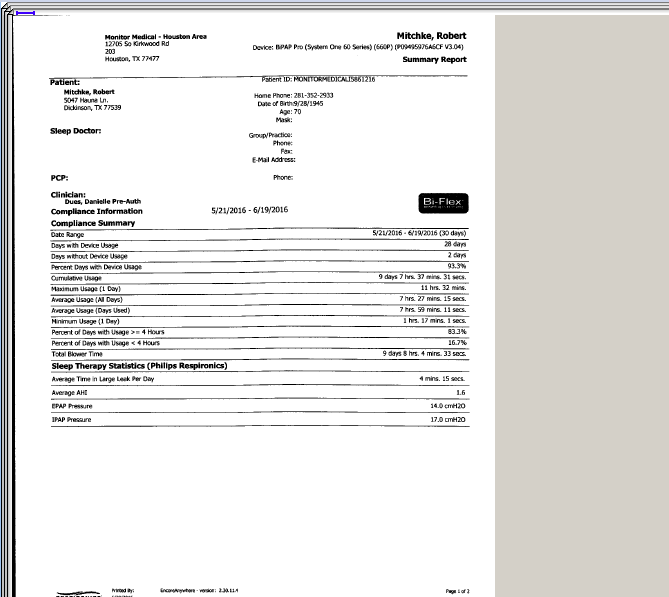 Monitor Medical - Houston Area
12705 So Kirkwood Rd
203
Houston, TX 77477
Mitchke, Robert
Device: BiPAP Pro (System One 60 Series) (660P) (P09495976A6CF V3.04)
Summary Report
Patient:
Mitchke, Robert
5047 Hauna Ln.
Dickinson, TX 77539
Patient ID: MONITORMEDICAL15861216
Home Phone: 281-352-2933
Date of Birth:9/28/1945
Age: 70
Mask:
Sleep Doctor:
Group/Practice:
Phone:
Fax:
E-Mail Address:
PCP:
Phone:
Clinician:
Dues, Danielle Pre-Auth
Compliance Information 5/21/2016 - 6/19/2016
Bi-Flex
Compliance Summary
Date Range 5/21/2016 - 6/19/2016 (30 days)
Days with Device Usage 28 days
Days without Device Usage 2 days
Percent Days with Device Usage 93.3%
Cumulative Usage 9 days 7 hrs. 37 mins. 31 secs.
Maximum Usage (1 Day) 11 hrs. 32 mins.
Average Usage (All Days) 7 hrs. 27 mins. 15 secs.
Average Usage (Days Used) 7 hrs. 59 mins. 11 secs.
Minimum Usage (1 Day) 1 hrs. 17 mins. 1 secs.
Percent of Days with Usage >= 4 Hours 83.3%
Percent of Days with Usage < 4 Hours 16.7%
Total Blower Time 9 days 8 hrs. 4 mins. 33 secs.
Sleep Therapy Statistics (Philips Respironics)
Average Time in Large Leak Per Day 4 mins. 15 secs.
Average AHI 1.6
EPAP Pressure 14.0 cmH2O
IPAP Pressure 17.0 cmH2O
Printed By: EncoreAnywhere - version: 2.30.11.4 Page 1 of 2